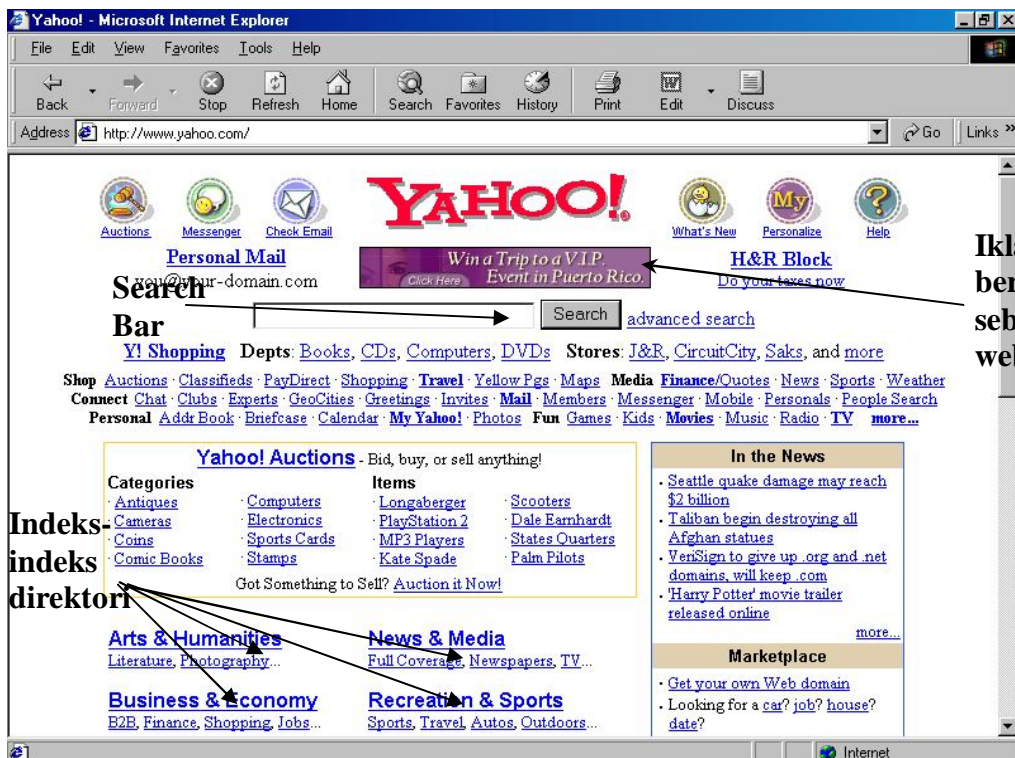 Yahoo! - Microsoft Internet Explorer
File Edit View Favorites Tools Help
Back Forward Stop Refresh Home Search Favorites History Print Edit Discuss
Address http://www.yahoo.com/ Go Links »
YAHOO!
My
?
Auctions Messenger Check Email What's New Personalize Help
Personal Mail
you@your-domain.com
Win a Trip to a V.I.P.
Click Here Event in Puerto Rico.
H&R Block
Do your taxes now
Search
Bar
Search advanced search
Y! Shopping Depts: Books, CDs, Computers, DVDs Stores: J&R, CircuitCity, Saks, and more
Shop Auctions · Classifieds · PayDirect · Shopping · Travel · Yellow Pgs · Maps Media Finance/Quotes · News · Sports · Weather
Connect Chat · Clubs · Experts · GeoCities · Greetings · Invites · Mail · Members · Messenger · Mobile · Personals · People Search
Personal Addr Book · Briefcase · Calendar · My Yahoo! · Photos Fun Games · Kids · Movies · Music · Radio · TV more...
Yahoo! Auctions - Bid, buy, or sell anything!
Categories Items
· Antiques · Computers · Longaberger · Scooters
· Cameras · Electronics · PlayStation 2 · Dale Earnhardt
· Coins · Sports Cards · MP3 Players · States Quarters
· Comic Books · Stamps · Kate Spade · Palm Pilots
Got Something to Sell? Auction it Now!
Indeks-
indeks
direktori
Arts & Humanities
Literature, Photography...
News & Media
Full Coverage, Newspapers, TV...
Business & Economy
B2B, Finance, Shopping, Jobs...
Recreation & Sports
Sports, Travel, Autos, Outdoors...
In the News
· Seattle quake damage may reach
$2 billion
· Taliban begin destroying all
Afghan statues
· VeriSign to give up .org and .net
domains, will keep .com
· 'Harry Potter' movie trailer
released online
more...
Marketplace
· Get your own Web domain
· Looking for a car? job? house?
date?
Internet